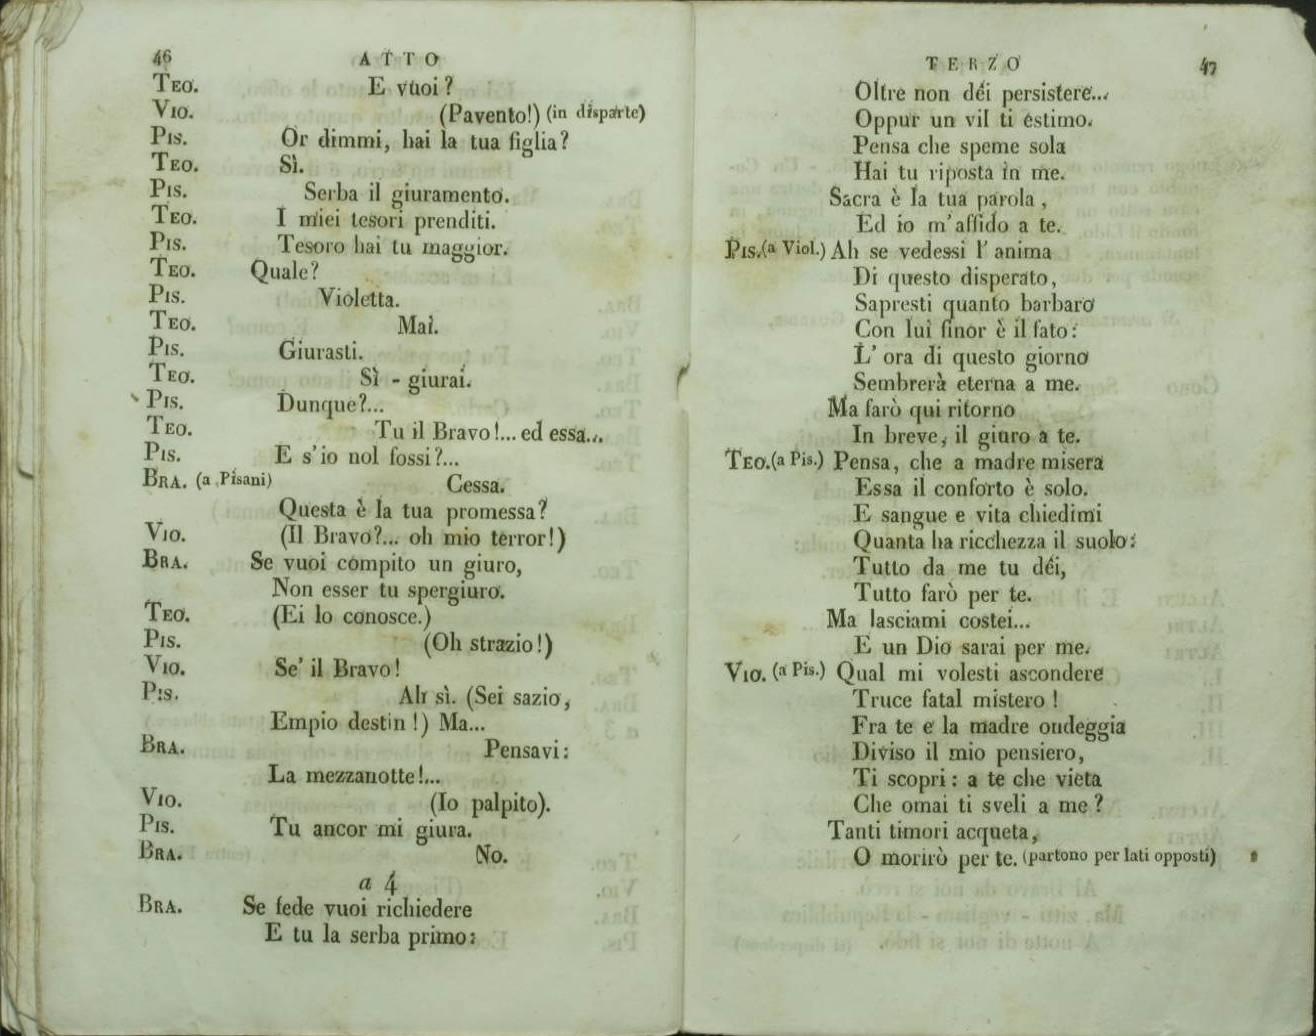 46 ATTO
TEO. E vuoi?
VIO. (Pavento!) (in disparte)
PIS. Or dimmi, hai la tua figlia?
TEO. Sì.
PIS. Serba il giuramento.
TEO. I miei tesori prenditi.
PIS. Tesoro hai tu maggior.
TEO. Quale?
PIS. Violetta.
TEO. Mai.
PIS. Giurasti.
TEO. Sì - giurai.
PIS. Dunque?...
TEO. Tu il Bravo!... ed essa...
PIS. E s'io nol fossi?...
BRA. (a Pisani) Cessa.
Questa è la tua promessa?
VIO. (Il Bravo?... oh mio terror!)
BRA. Se vuoi compito un giuro,
Non esser tu spergiuro.
TEO. (Ei lo conosce.)
PIS. (Oh strazio!)
VIO. Se' il Bravo!
PIS. Ah sì. (Sei sazio,
Empio destin!) Ma...
BRA. Pensavi:
La mezzanotte!...
VIO. (Io palpito).
PIS. Tu ancor mi giura.
BRA. No.
a 4
BRA. Se fede vuoi richiedere
E tu la serba primo:
TERZO 47
Oltre non déi persistere...
Oppur un vil ti estimo.
Pensa che speme sola
Hai tu riposta in me.
Sacra è la tua parola,
Ed io m'affido a te.
PIS. (a Viol.) Ah se vedessi l'anima
Di questo disperato,
Sapresti quanto barbaro
Con lui finor è il fato:
L'ora di questo giorno
Sembrerà eterna a me.
Ma farò qui ritorno
In breve, il giuro a te.
TEO. (a Pis.) Pensa, che a madre misera
Essa il conforto è solo.
E sangue e vita chiedimi
Quanta ha ricchezza il suolo:
Tutto da me tu déi,
Tutto farò per te.
Ma lasciami costei...
E un Dio sarai per me.
VIO. (a Pis.) Qual mi volesti ascondere
Truce fatal mistero!
Fra te e la madre ondeggia
Diviso il mio pensiero,
Ti scopri: a te che vieta
Che omai ti sveli a me?
Tanti timori acqueta,
O morirò per te. (partono per lati opposti)